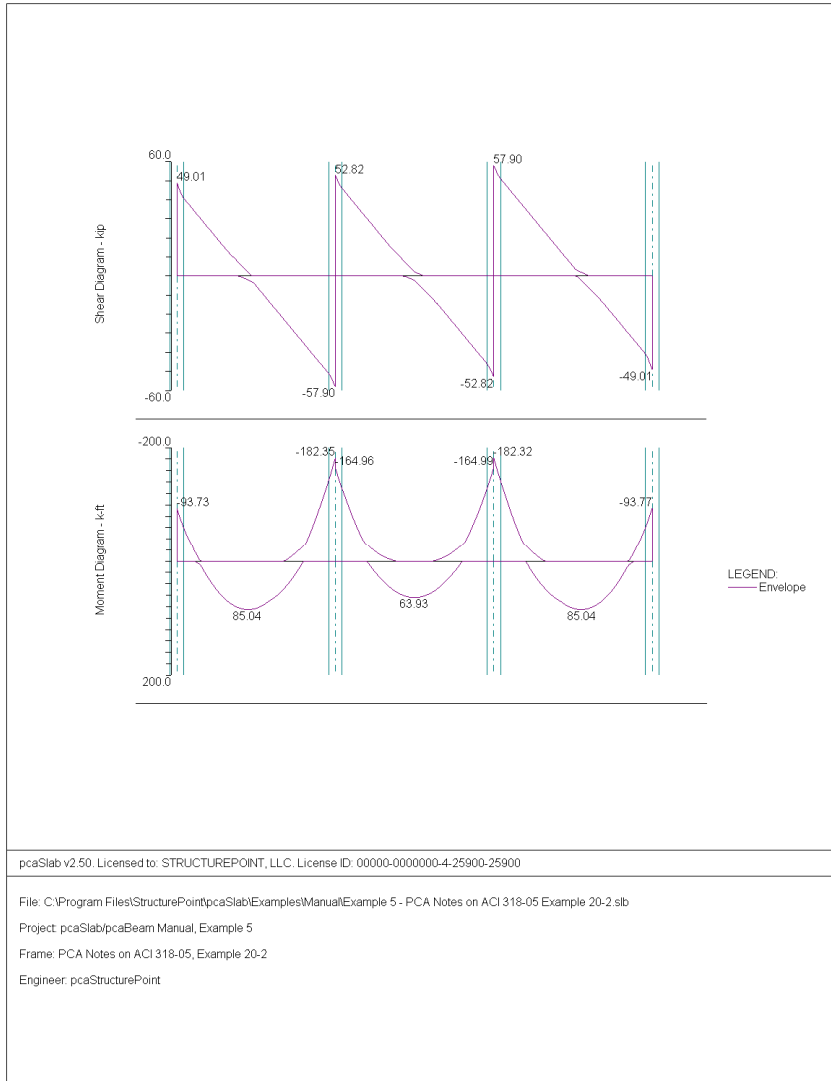 60.0
49.01
52.82
57.90
Shear Diagram - kip
-60.0
-57.90
-52.82
-49.01
-200.0
-182.35
-164.96
-164.99
-182.32
-93.73
-93.77
Moment Diagram - k-ft
85.04
63.93
85.04
200.0
LEGEND:
Envelope
pcaSlab v2.50. Licensed to: STRUCTUREPOINT, LLC. License ID: 00000-0000000-4-25900-25900
File: C:\Program Files\StructurePoint\pcaSlab\Examples\Manual\Example 5 - PCA Notes on ACI 318-05 Example 20-2.slb
Project: pcaSlab/pcaBeam Manual, Example 5
Frame: PCA Notes on ACI 318-05, Example 20-2
Engineer: pcaStructurePoint